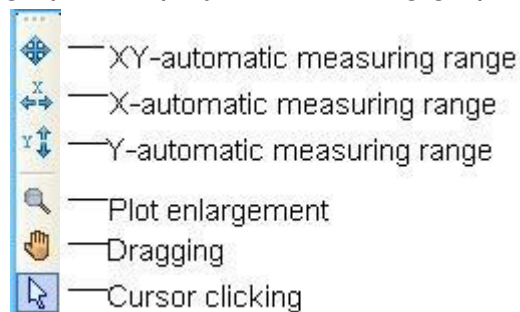 XY-automatic measuring range
X
X-automatic measuring range
Y
Y-automatic measuring range
Plot enlargement
Dragging
Cursor clicking